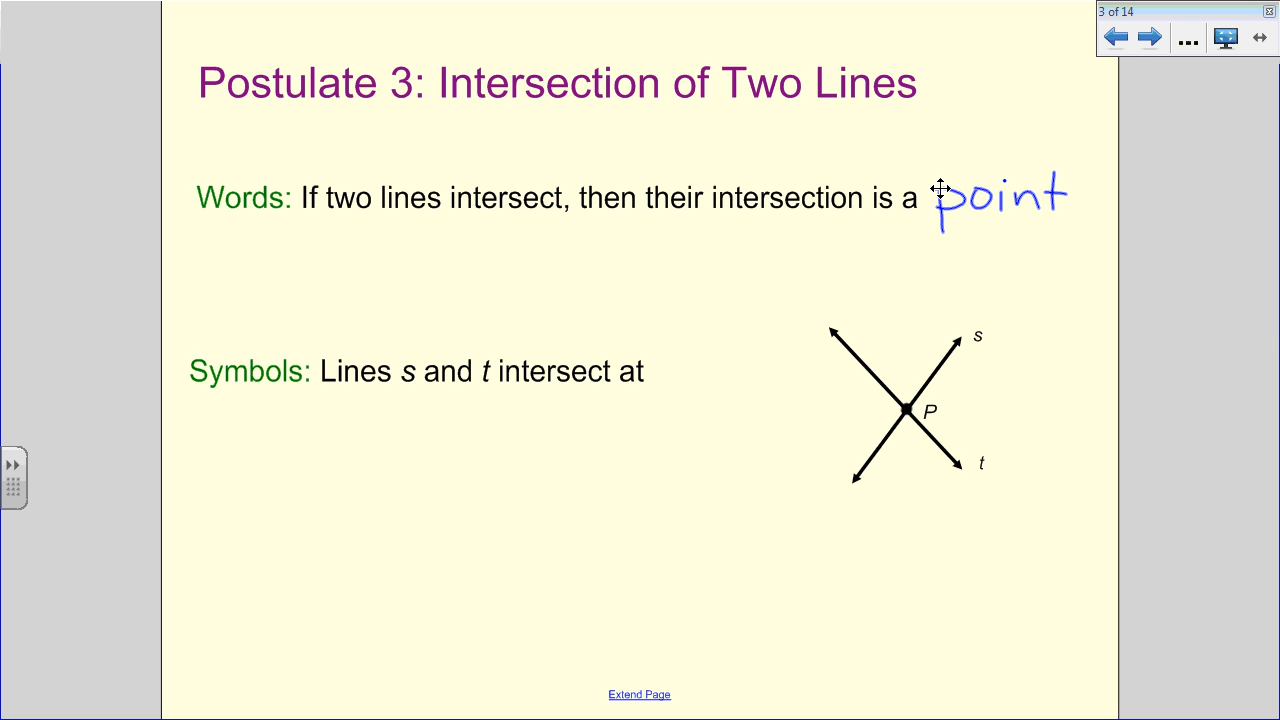 3 of 14
Postulate 3: Intersection of Two Lines
Words: If two lines intersect, then their intersection is a point
s
Symbols: Lines s and t intersect at
P
t
Extend Page